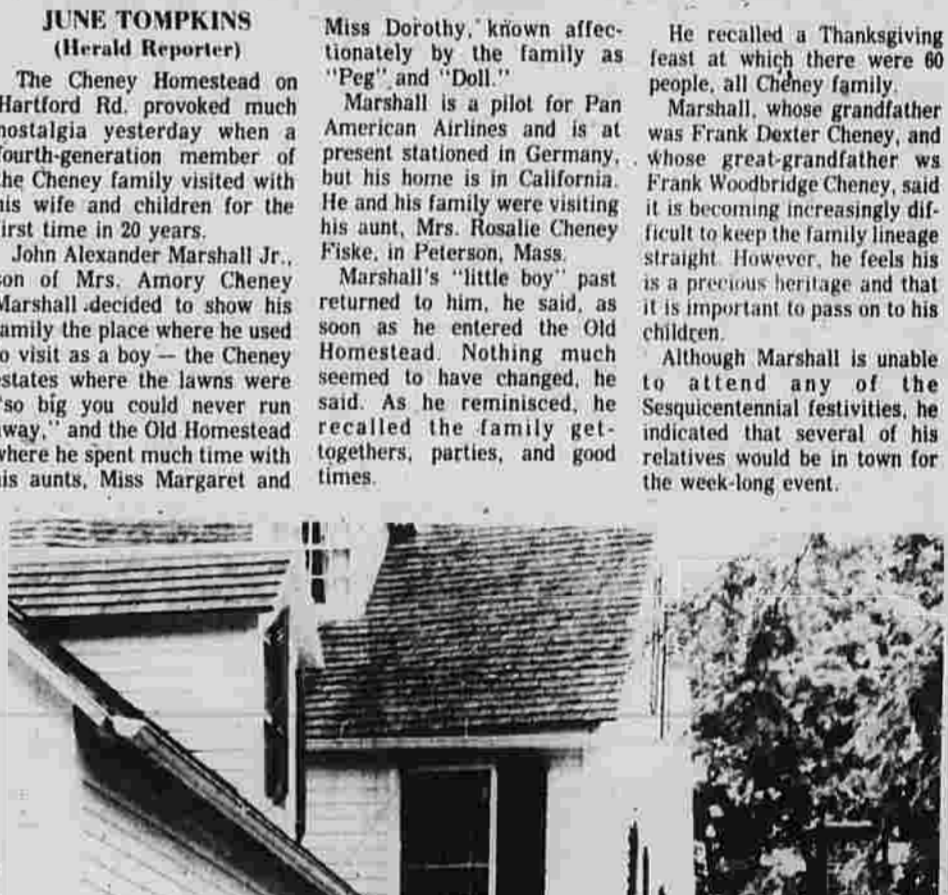 JUNE TOMPKINS
(Herald Reporter)
The Cheney Homestead on
Hartford Rd. provoked much
nostalgia yesterday when a
fourth-generation member of
the Cheney family visited with
his wife and children for the
first time in 20 years.
John Alexander Marshall Jr.,
son of Mrs. Amory Cheney
Marshall decided to show his
family the place where he used
to visit as a boy — the Cheney
estates where the lawns were
"so big you could never run
away," and the Old Homestead
where he spent much time with
his aunts, Miss Margaret and
Miss Dorothy, known affec-
tionately by the family as
"Peg" and "Doll."
Marshall is a pilot for Pan
American Airlines and is at
present stationed in Germany,
but his home is in California.
He and his family were visiting
his aunt, Mrs. Rosalie Cheney
Fiske, in Peterson, Mass.
Marshall's "little boy" past
returned to him, he said, as
soon as he entered the Old
Homestead. Nothing much
seemed to have changed, he
said. As he reminisced, he
recalled the family get-
togethers, parties, and good
times.
He recalled a Thanksgiving
feast at which there were 60
people, all Cheney family.
Marshall, whose grandfather
was Frank Dexter Cheney, and
whose great-grandfather ws
Frank Woodbridge Cheney, said
it is becoming increasingly dif-
ficult to keep the family lineage
straight. However, he feels his
is a precious heritage and that
it is important to pass on to his
children.
Although Marshall is unable
to attend any of the
Sesquicentennial festivities, he
indicated that several of his
relatives would be in town for
the week-long event.